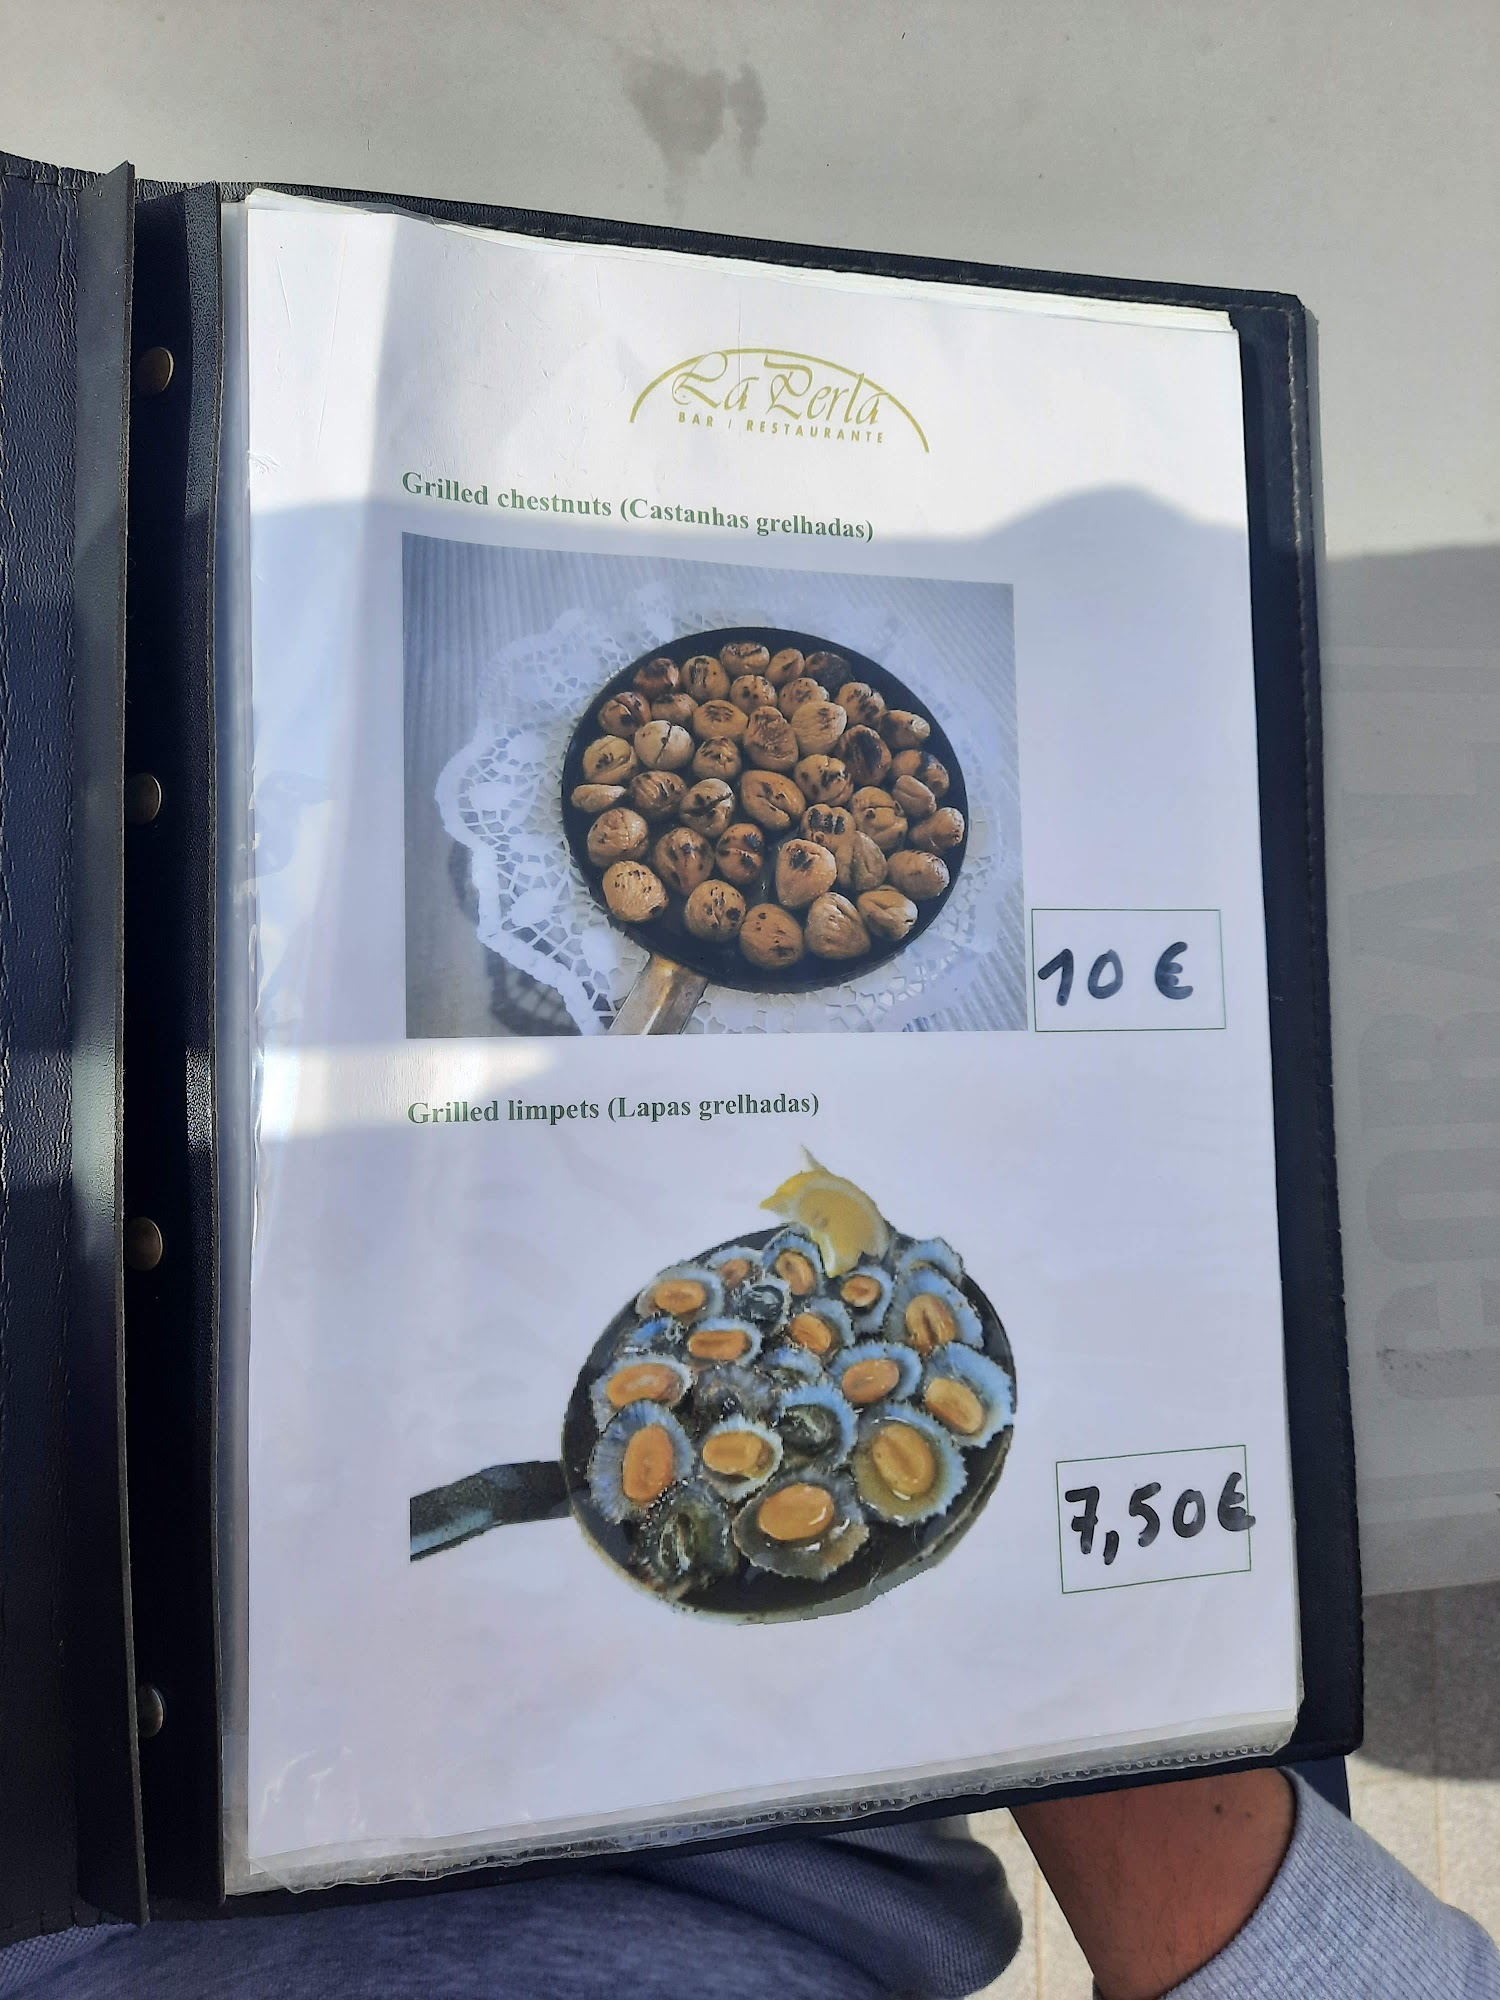 La Perla
BAR / RESTAURANTE
Grilled chestnuts (Castanhas grelhadas)
10 €
Grilled limpets (Lapas grelhadas)
7,50€